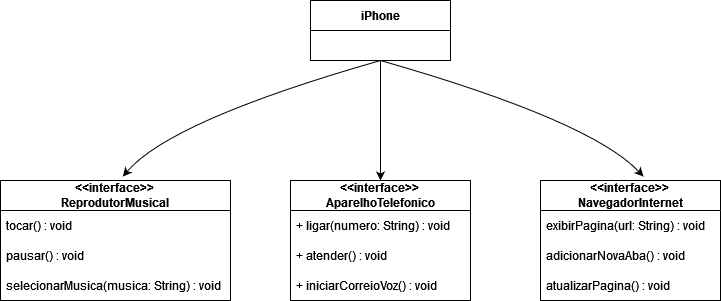 iPhone
<<interface>>
ReprodutorMusical
tocar() : void
pausar() : void
selecionarMusica(musica: String) : void
<<interface>>
AparelhoTelefonico
+ ligar(numero: String) : void
+ atender() : void
+ iniciarCorreioVoz() : void
<<interface>>
NavegadorInternet
exibirPagina(url: String) : void
adicionarNovaAba() : void
atualizarPagina() : void